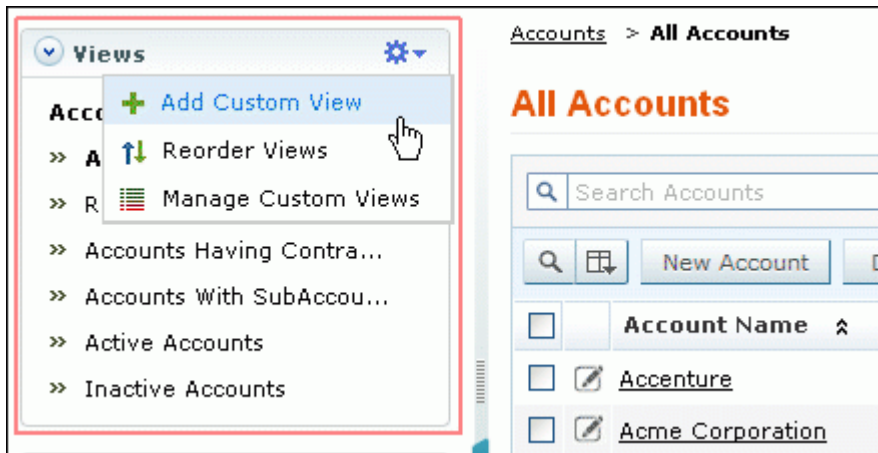 Views
Add Custom View
Reorder Views
Manage Custom Views
Accounts Having Contra...
Accounts With SubAccou...
Active Accounts
Inactive Accounts
Accounts > All Accounts
All Accounts
Search Accounts
New Account
Account Name
Accenture
Acme Corporation